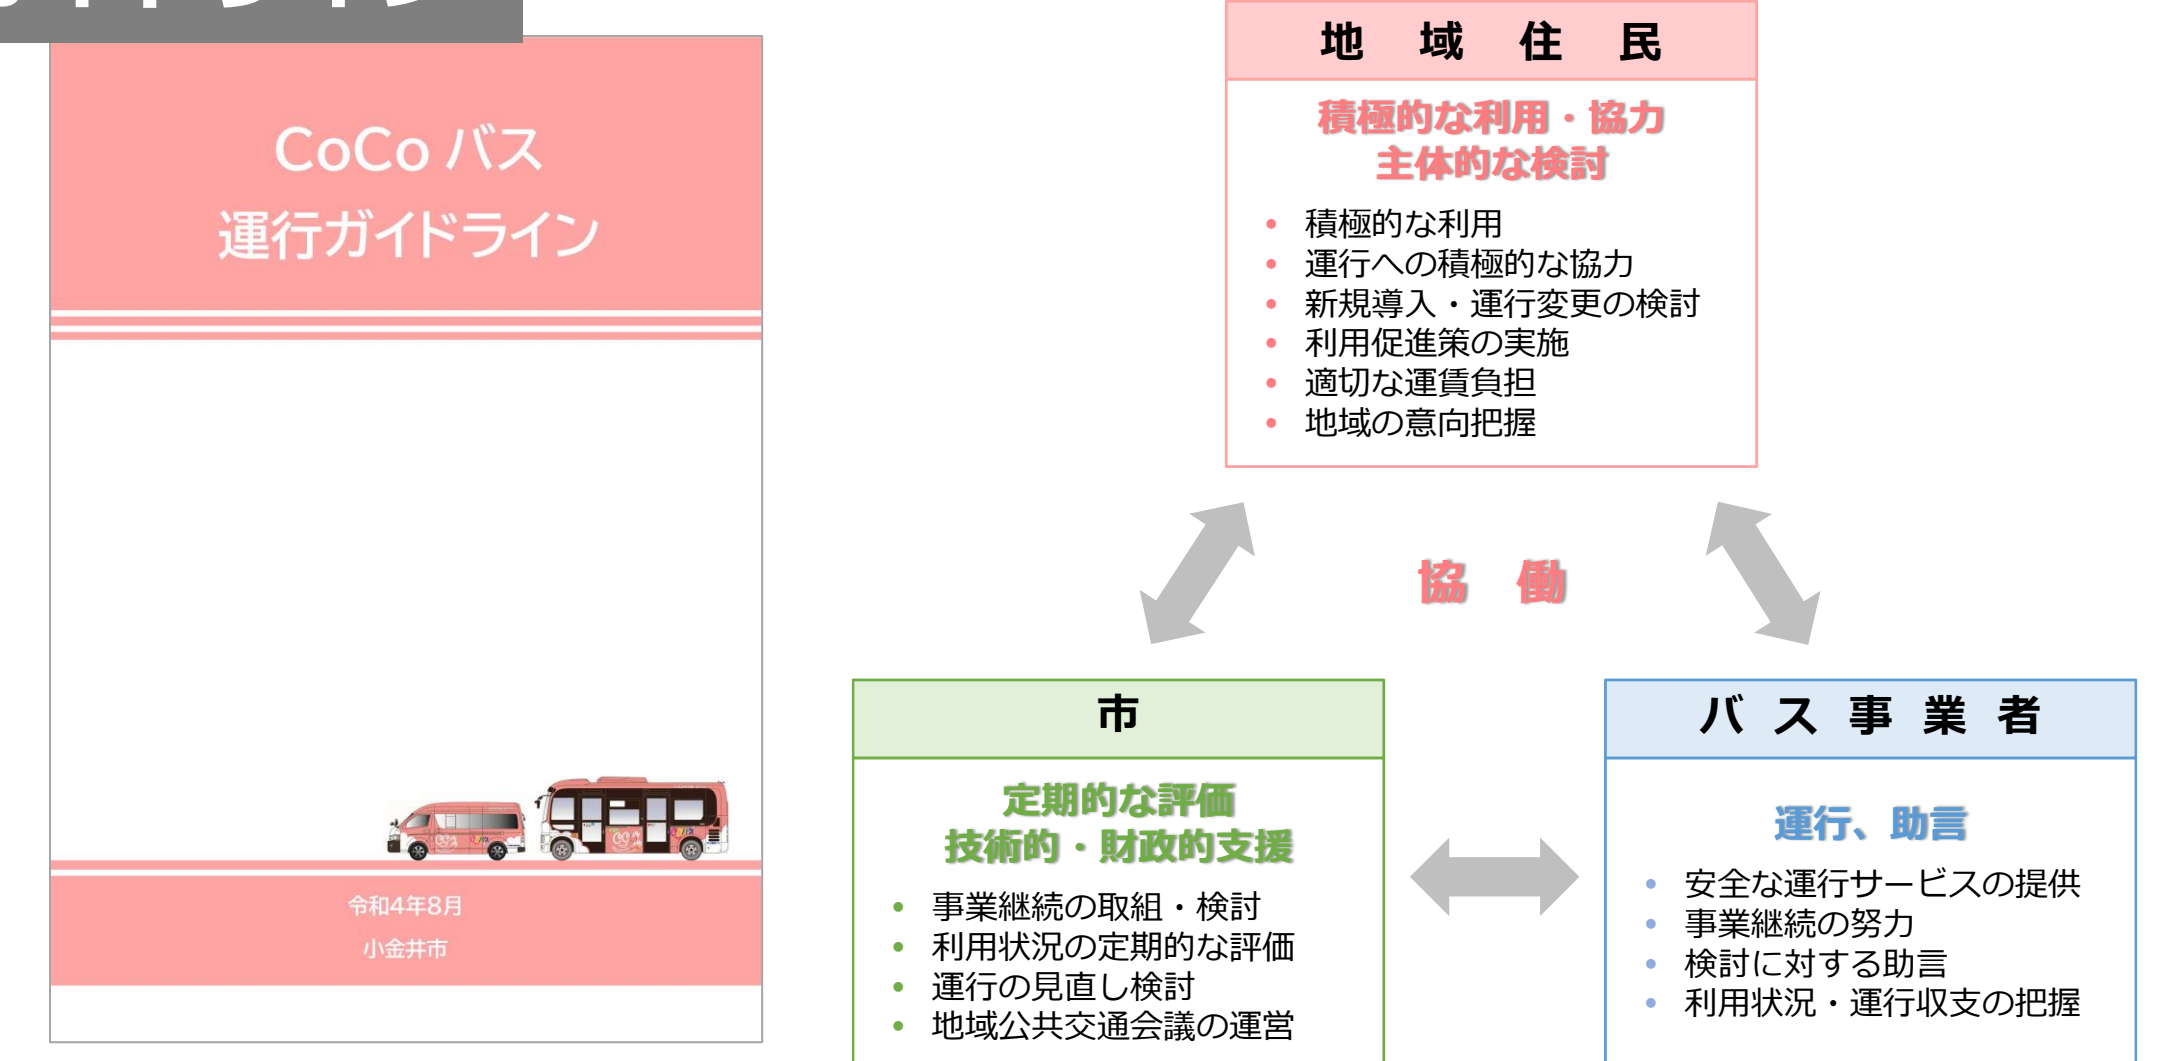 CoCo バス
運行ガイドライン
令和4年8月
小金井市
地域住民
積極的な利用・協力
主体的な検討
• 積極的な利用
• 運行への積極的な協力
• 新規導入・運行変更の検討
• 利用促進策の実施
• 適切な運賃負担
• 地域の意向把握
協働
市
定期的な評価
技術的・財政的支援
• 事業継続の取組・検討
• 利用状況の定期的な評価
• 運行の見直し検討
• 地域公共交通会議の運営
バス事業者
運行、助言
• 安全な運行サービスの提供
• 事業継続の努力
• 検討に対する助言
• 利用状況・運行収支の把握